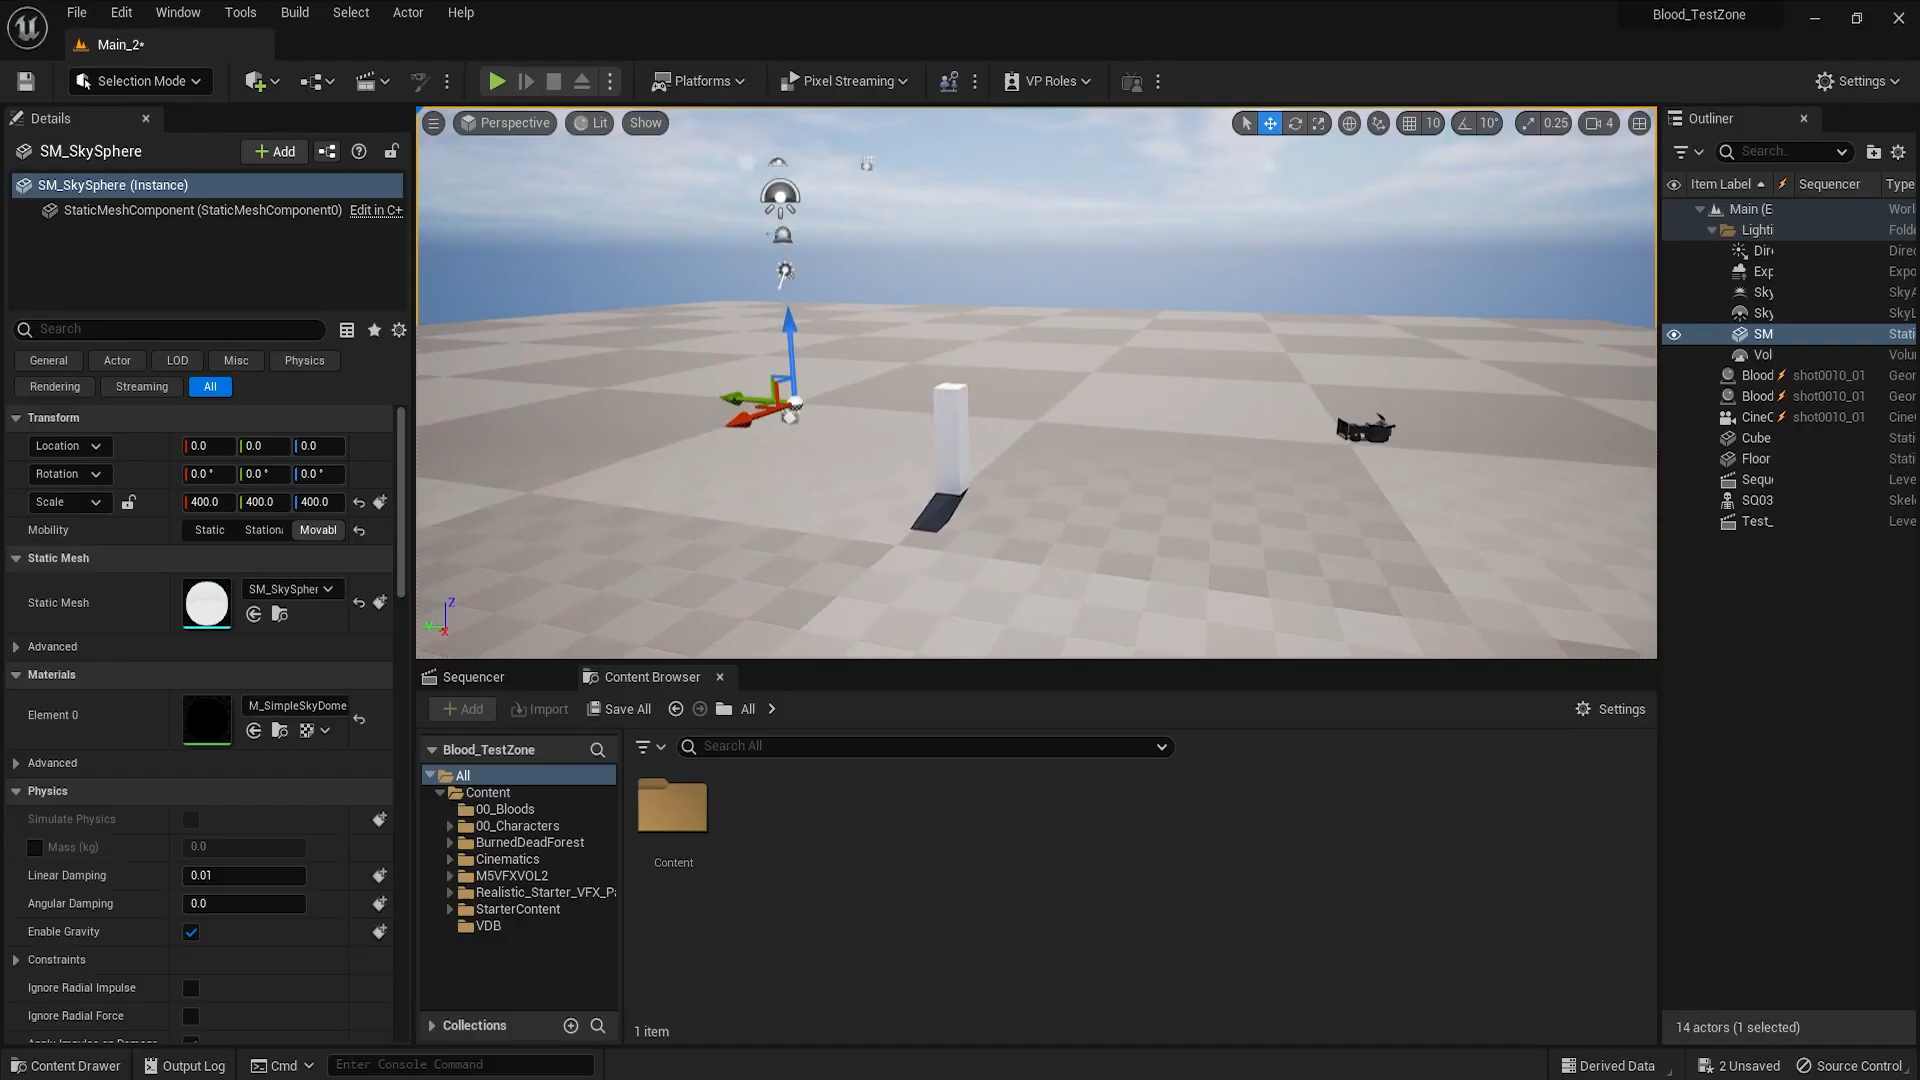 File Edit Window Tools Build Select Actor Help
Blood_TestZone
Main_2*
Selection Mode
Platforms
Pixel Streaming
VP Roles
Settings
Details
SM_SkySphere
Add
SM_SkySphere (Instance)
StaticMeshComponent (StaticMeshComponent0) Edit in C+
Search
General Actor LOD Misc Physics
Rendering Streaming All
Transform
Location 0.0 0.0 0.0
Rotation 0.0 ° 0.0 ° 0.0 °
Scale 400.0 400.0 400.0
Mobility Static Station Movabl
Static Mesh
Static Mesh SM_SkySpher
Advanced
Materials
Element 0 M_SimpleSkyDome
Advanced
Physics
Simulate Physics
Mass (kg) 0.0
Linear Damping 0.01
Angular Damping 0.0
Enable Gravity
Constraints
Ignore Radial Impulse
Ignore Radial Force
Perspective Lit Show
10 10° 0.25 4
Z
Y
X
Sequencer
Content Browser
Add Import Save All All Settings
Blood_TestZone
Search All
All
Content
00_Bloods
00_Characters
BurnedDeadForest
Cinematics
M5VFXVOL2
Realistic_Starter_VFX_Pa
StarterContent
VDB
Content
Collections
1 item
Outliner
Search..
Item Label Sequencer Type
Main (E Worl
Lighti Folde
Dire Direc
Exp Expo
Sky SkyA
Sky SkyL
SM Stati
Vol Volu
Blood shot0010_01 Geor
Blood shot0010_01 Geor
CineC shot0010_01 Cine
Cube Stati
Floor Stati
Sequ Leve
SQ03 Skel
Test_ Leve
14 actors (1 selected)
Content Drawer Output Log Cmd Enter Console Command
Derived Data 2 Unsaved Source Control